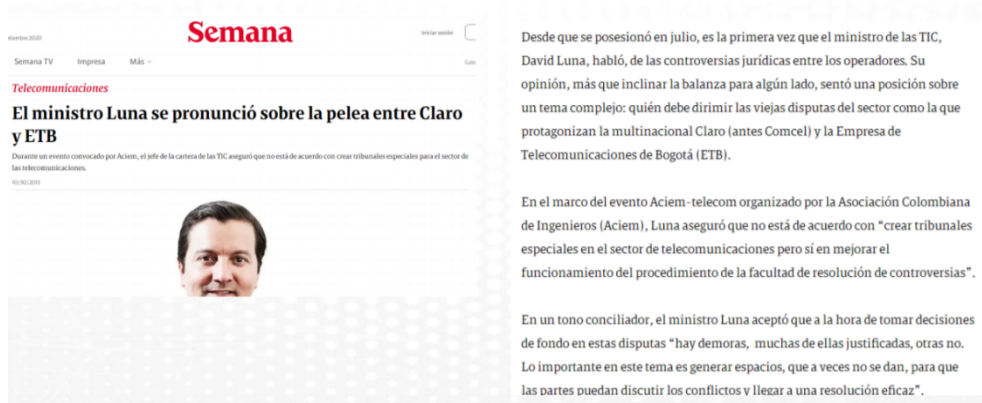 Semana
diciembre 2020
Iniciar sesión
Semana TV Impresa Más
Telecomunicaciones
El ministro Luna se pronunció sobre la pelea entre Claro
y ETB
Durante un evento convocado por Aciem, el jefe de la cartera de las TIC aseguró que no está de acuerdo con crear tribunales especiales para el sector de
las telecomunicaciones.
Desde que se posesionó en julio, es la primera vez que el ministro de las TIC,
David Luna, habló, de las controversias jurídicas entre los operadores. Su
opinión, más que inclinar la balanza para algún lado, sentó una posición sobre
un tema complejo: quién debe dirimir las viejas disputas del sector como la que
protagonizan la multinacional Claro (antes Comcel) y la Empresa de
Telecomunicaciones de Bogotá (ETB).
En el marco del evento Aciem-telecom organizado por la Asociación Colombiana
de Ingenieros (Aciem), Luna aseguró que no está de acuerdo con “crear tribunales
especiales en el sector de telecomunicaciones pero sí en mejorar el
funcionamiento del procedimiento de la facultad de resolución de controversias”.
En un tono conciliador, el ministro Luna aceptó que a la hora de tomar decisiones
de fondo en estas disputas “hay demoras, muchas de ellas justificadas, otras no.
Lo importante en este tema es generar espacios, que a veces no se dan, para que
las partes puedan discutir los conflictos y llegar a una resolución eficaz”.